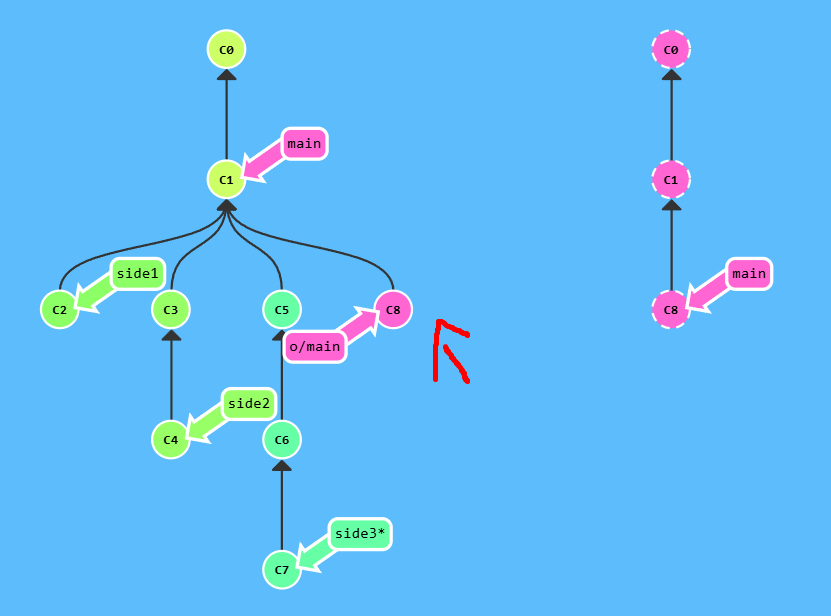 C0 C0
main
C1 C1
side1 main
C2 C3 C5 C8 C8
o/main
side2
C4 C6
side3*
C7